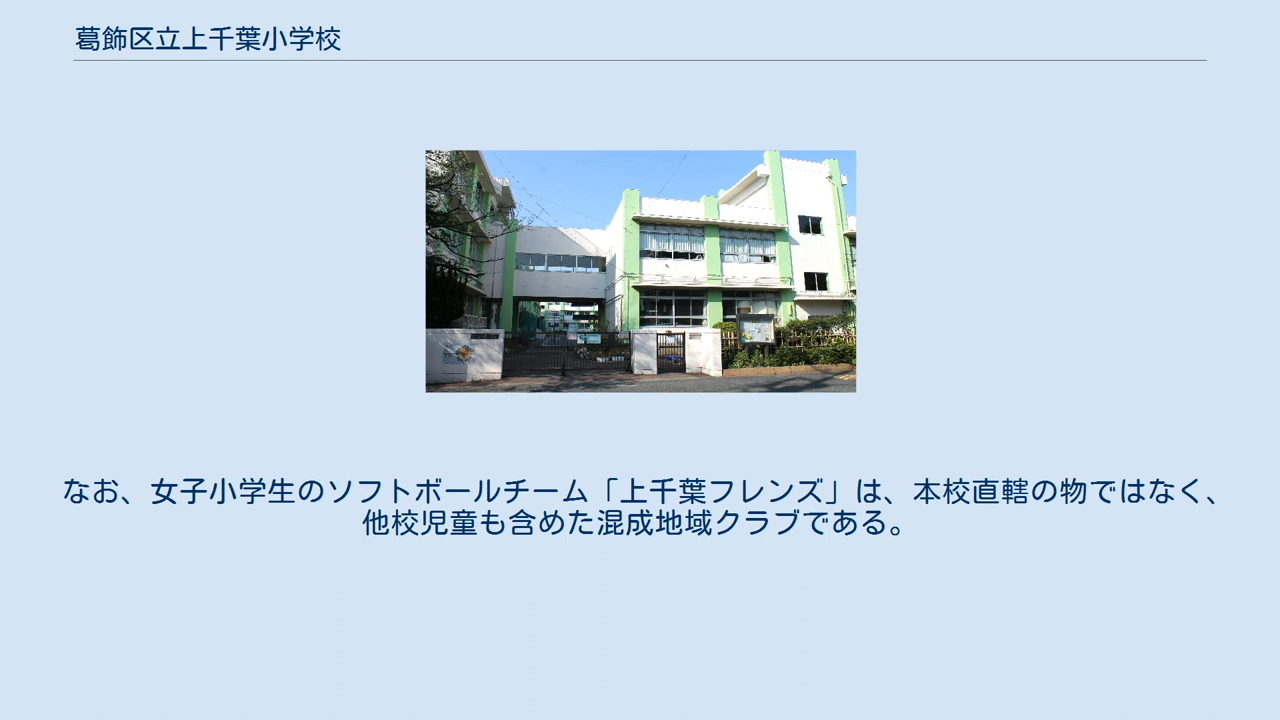 葛飾区立上千葉小学校
なお、女子小学生のソフトボールチーム「上千葉フレンズ」は、本校直轄の物ではなく、
他校児童も含めた混成地域クラブである。